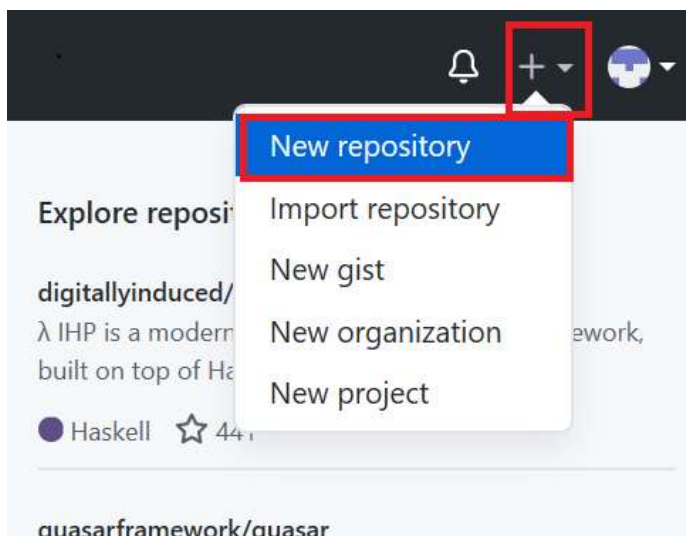 New repository
Explore reposi
Import repository
New gist
digitallyinduced/
λ IHP is a modern
New organization
ework,
built on top of Ha
New project
Haskell
quasarframework/quasar